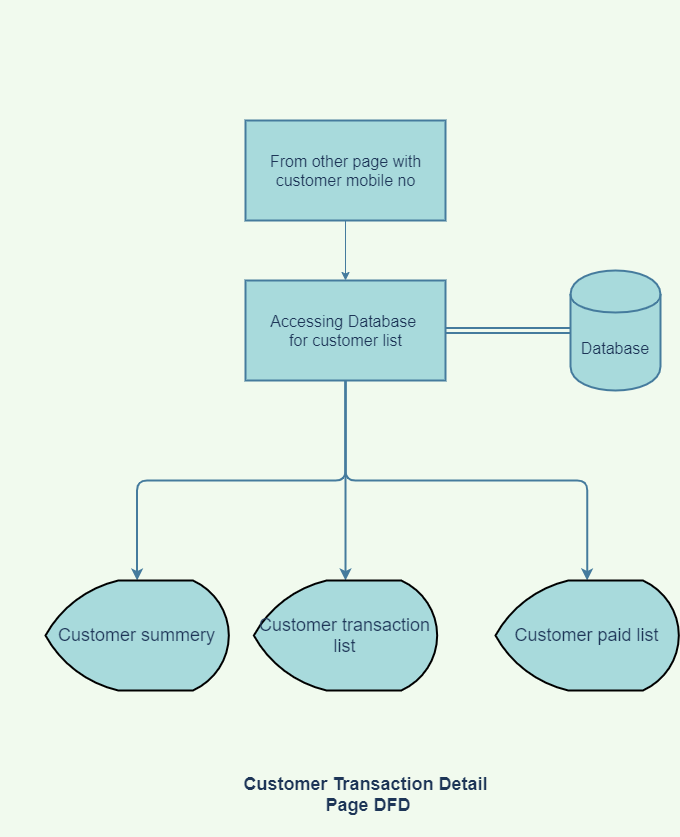 From other page with
customer mobile no
Accessing Database
for customer list
Database
Customer summery
Customer transaction
list
Customer paid list
Customer Transaction Detail
Page DFD